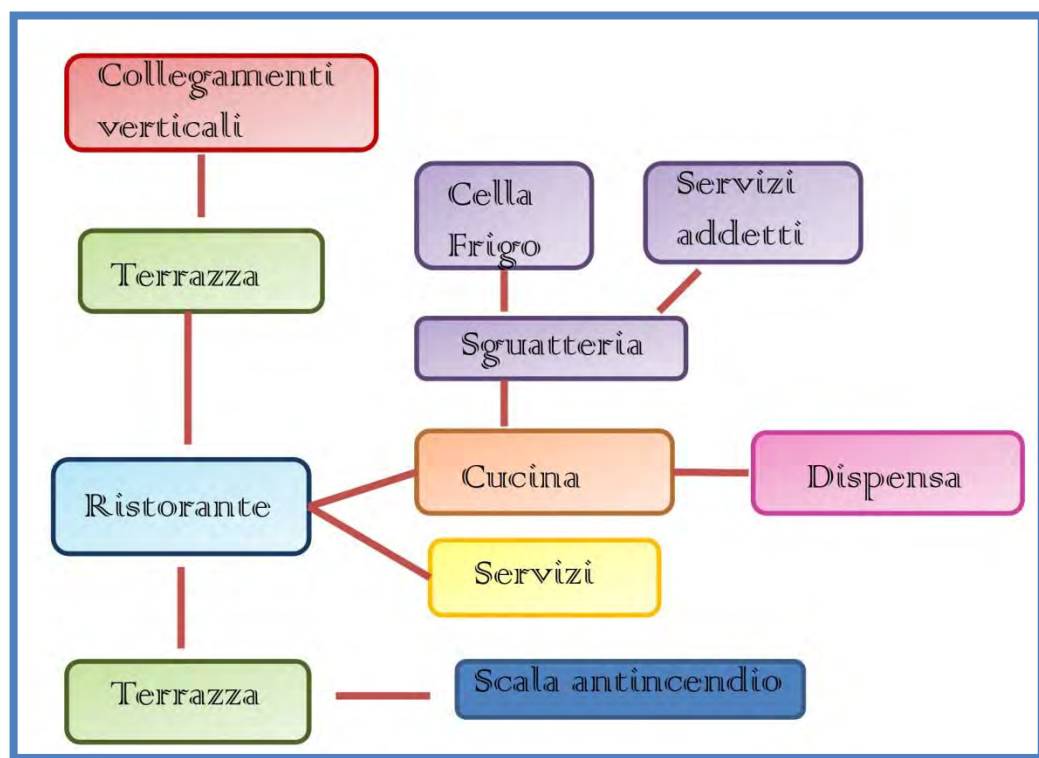 Collegamenti
verticali
Cella
Frigo
Servizi
addetti
Terrazza
Sguatteria
Cucina
Dispensa
Ristorante
Servizi
Terrazza
Scala antincendio